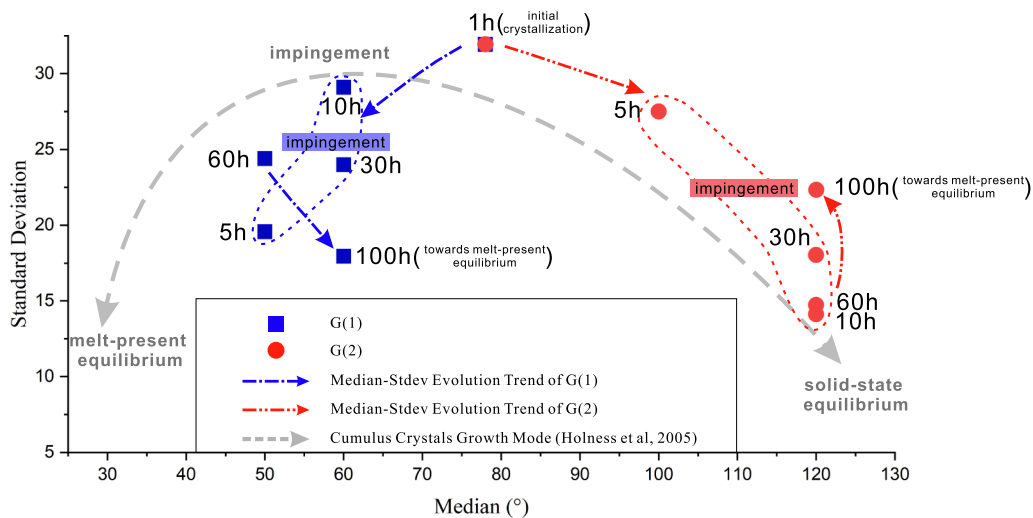 1h(initial crystallization)
impingement
30
10h
5h
impingement
25
60h
30h
impingement
100h(towards melt-present equilibrium)
Standard Deviation
20
5h
30h
100h(towards melt-present equilibrium)
15
60h
10h
melt-present
equilibrium
G(1)
G(2)
10
solid-state
equilibrium
Median-Stdev Evolution Trend of G(1)
Median-Stdev Evolution Trend of G(2)
Cumulus Crystals Growth Mode (Holness et al, 2005)
5
30 40 50 60 70 80 90 100 110 120 130
Median (°)